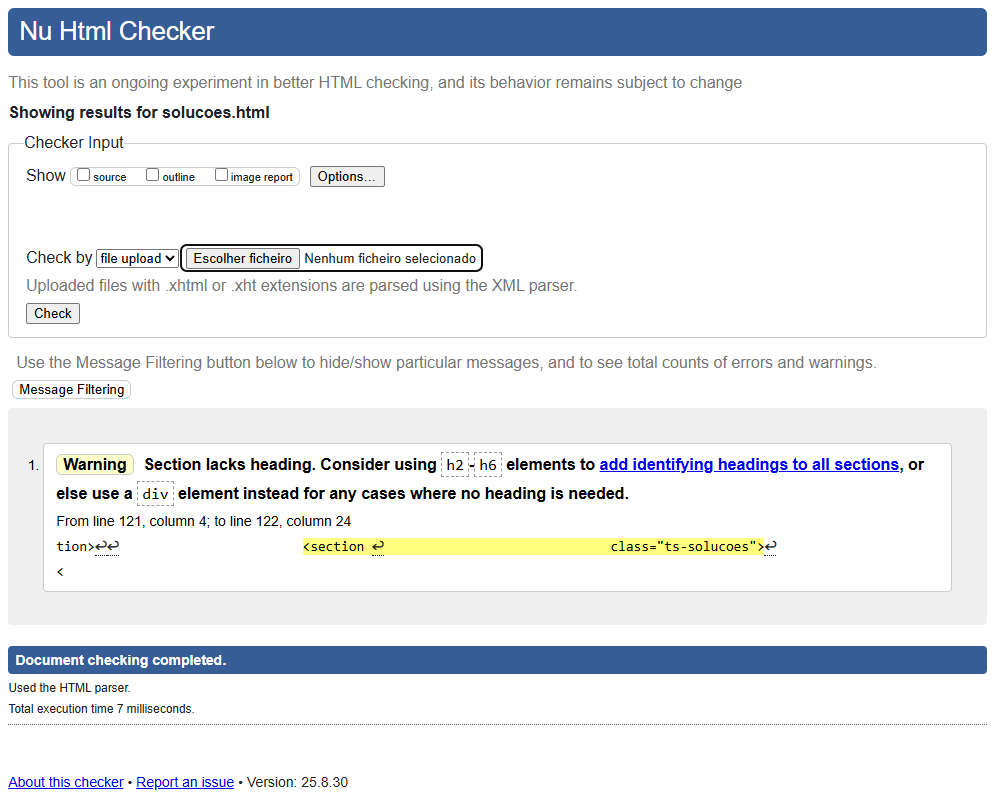 Nu Html Checker
This tool is an ongoing experiment in better HTML checking, and its behavior remains subject to change
Showing results for solucoes.html
Checker Input
Show source outline image report Options...
Check by file upload Escolher ficheiro Nenhum ficheiro selecionado
Uploaded files with .xhtml or .xht extensions are parsed using the XML parser.
Check
Use the Message Filtering button below to hide/show particular messages, and to see total counts of errors and warnings.
Message Filtering
1. Warning Section lacks heading. Consider using h2-h6 elements to add identifying headings to all sections, or
else use a div element instead for any cases where no heading is needed.
From line 121, column 4; to line 122, column 24
tion>↩↩ <section ↩ class="ts-solucoes">↩
<
Document checking completed.
Used the HTML parser.
Total execution time 7 milliseconds.
About this checker • Report an issue • Version: 25.8.30